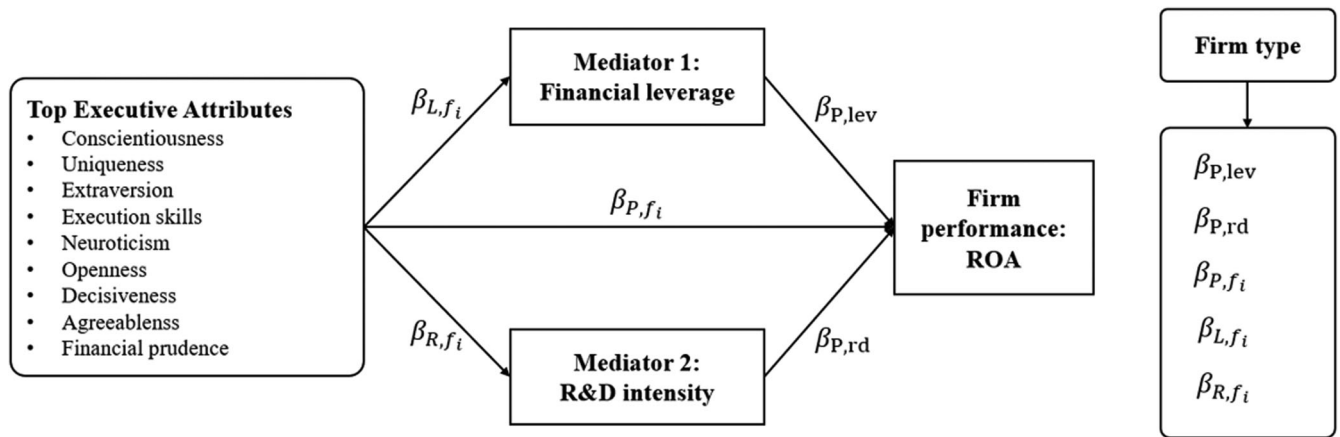 Top Executive Attributes
• Conscientiousness
• Uniqueness
• Extraversion
• Execution skills
• Neuroticism
• Openness
• Decisiveness
• Agreeablenss
• Financial prudence
β_{L,f_i}
β_{R,f_i}
Mediator 1:
Financial leverage
β_{P,f_i}
Mediator 2:
R&D intensity
β_{P,lev}
β_{P,rd}
Firm
performance:
ROA
Firm type
β_{P,lev}
β_{P,rd}
β_{P,f_i}
β_{L,f_i}
β_{R,f_i}